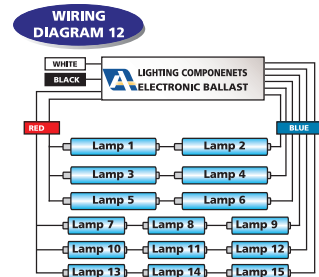 WIRING
DIAGRAM 12
WHITE
BLACK
LIGHTING COMPONENETS
ELECTRONIC BALLAST
RED
BLUE
Lamp 1 Lamp 2
Lamp 3 Lamp 4
Lamp 5 Lamp 6
Lamp 7 Lamp 8 Lamp 9
Lamp 10 Lamp 11 Lamp 12
Lamp 13 Lamp 14 Lamp 15